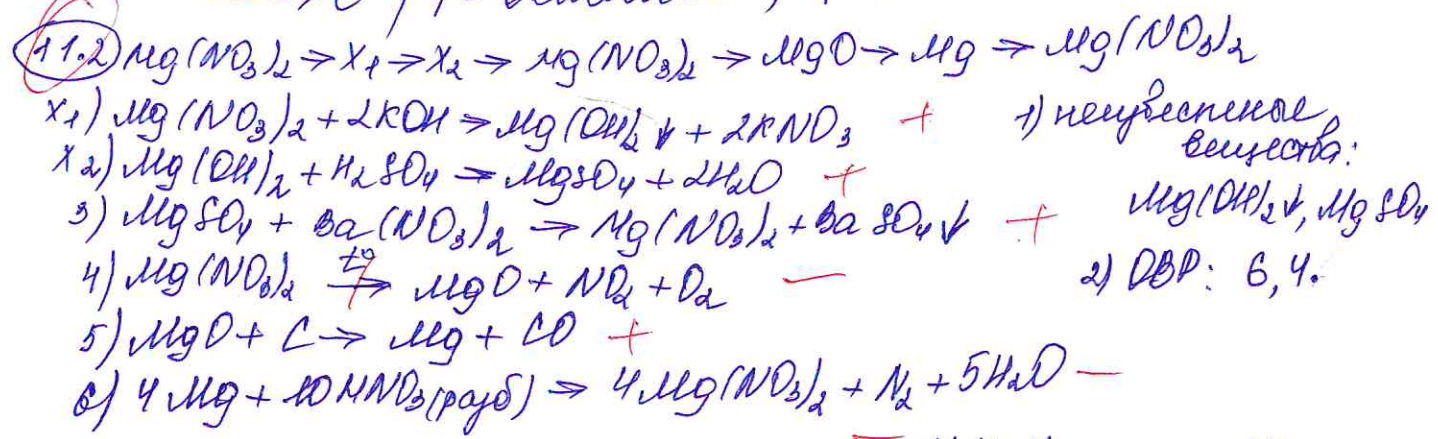 11.2) Mg(NO₃)₂ → X₁ → X₂ → Mg(NO₃)₂ → MgO → Mg → Mg(NO₃)₂
X₁) Mg(NO₃)₂ + 2KOH → Mg(OH)₂↓ + 2KNO₃ +
X₂) Mg(OH)₂ + H₂SO₄ → MgSO₄ + 2H₂O +
3) MgSO₄ + Ba(NO₃)₂ → Mg(NO₃)₂ + BaSO₄↓ +
4) Mg(NO₃)₂ t° → MgO + NO₂ + O₂ —
5) MgO + C → Mg + CO +
6) 4Mg + 10HNO₃(разб) → 4Mg(NO₃)₂ + N₂ + 5H₂O —
1) неизвестные
вещества:
Mg(OH)₂↓, MgSO₄
2) ОВР: 6,4.